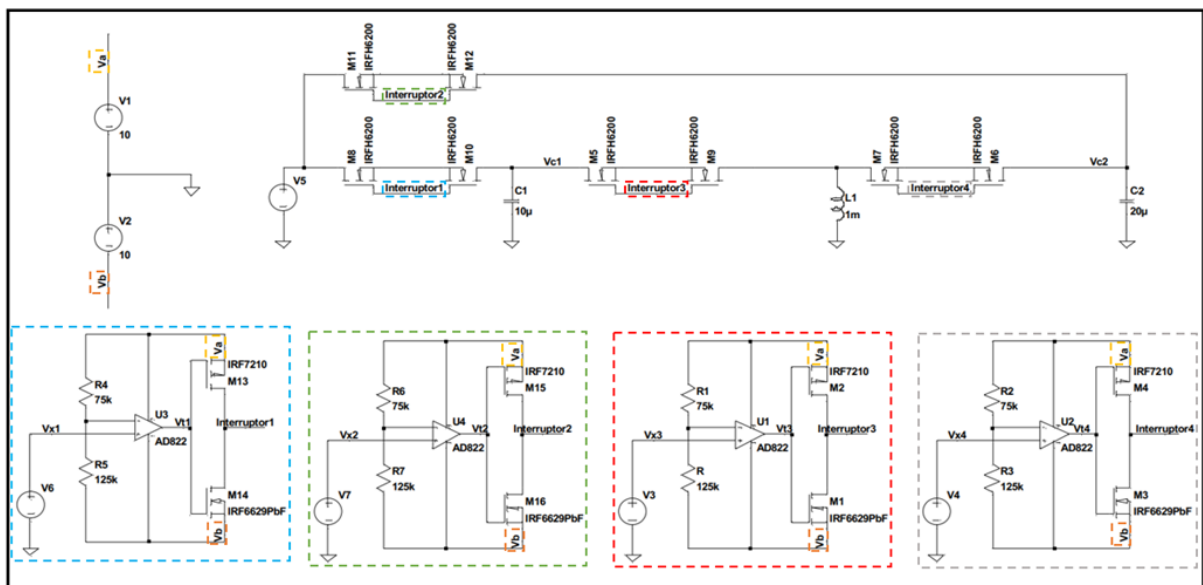 Va
V1
10
V2
10
Vb
M11
IRFH6200
IRFH6200
M12
Interruptor2
M8
IRFH6200
IRFH6200
M10
Interruptor1
V5
Vc1
C1
10µ
M5
IRFH6200
IRFH6200
M9
Interruptor3
L1
1m
M7
IRFH6200
IRFH6200
M6
Interruptor4
Vc2
C2
20µ
Va
IRF7210
M13
R4
75k
U3
Vx1
Vt1
Interruptor1
AD822
R5
125k
V6
M14
IRF6629PbF
Vb
Va
IRF7210
M15
R6
75k
U4
Vx2
Vt2
Interruptor2
AD822
R7
125k
V7
M16
IRF6629PbF
Vb
Va
IRF7210
M2
R1
75k
U1
Vx3
Vt3
Interruptor3
AD822
R
125k
V3
M1
IRF6629PbF
Vb
Va
IRF7210
M4
R2
75k
U2
Vx4
Vt4
Interruptor4
AD822
R3
125k
V4
M3
IRF6629PbF
Vb